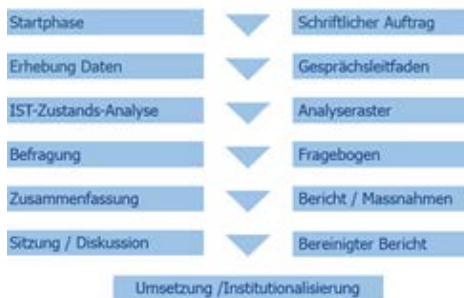 Startphase
Schriftlicher Auftrag
Erhebung Daten
Gesprächsleitfaden
IST-Zustands-Analyse
Analyseraster
Befragung
Fragebogen
Zusammenfassung
Bericht / Massnahmen
Sitzung / Diskussion
Bereinigter Bericht
Umsetzung /Institutionalisierung